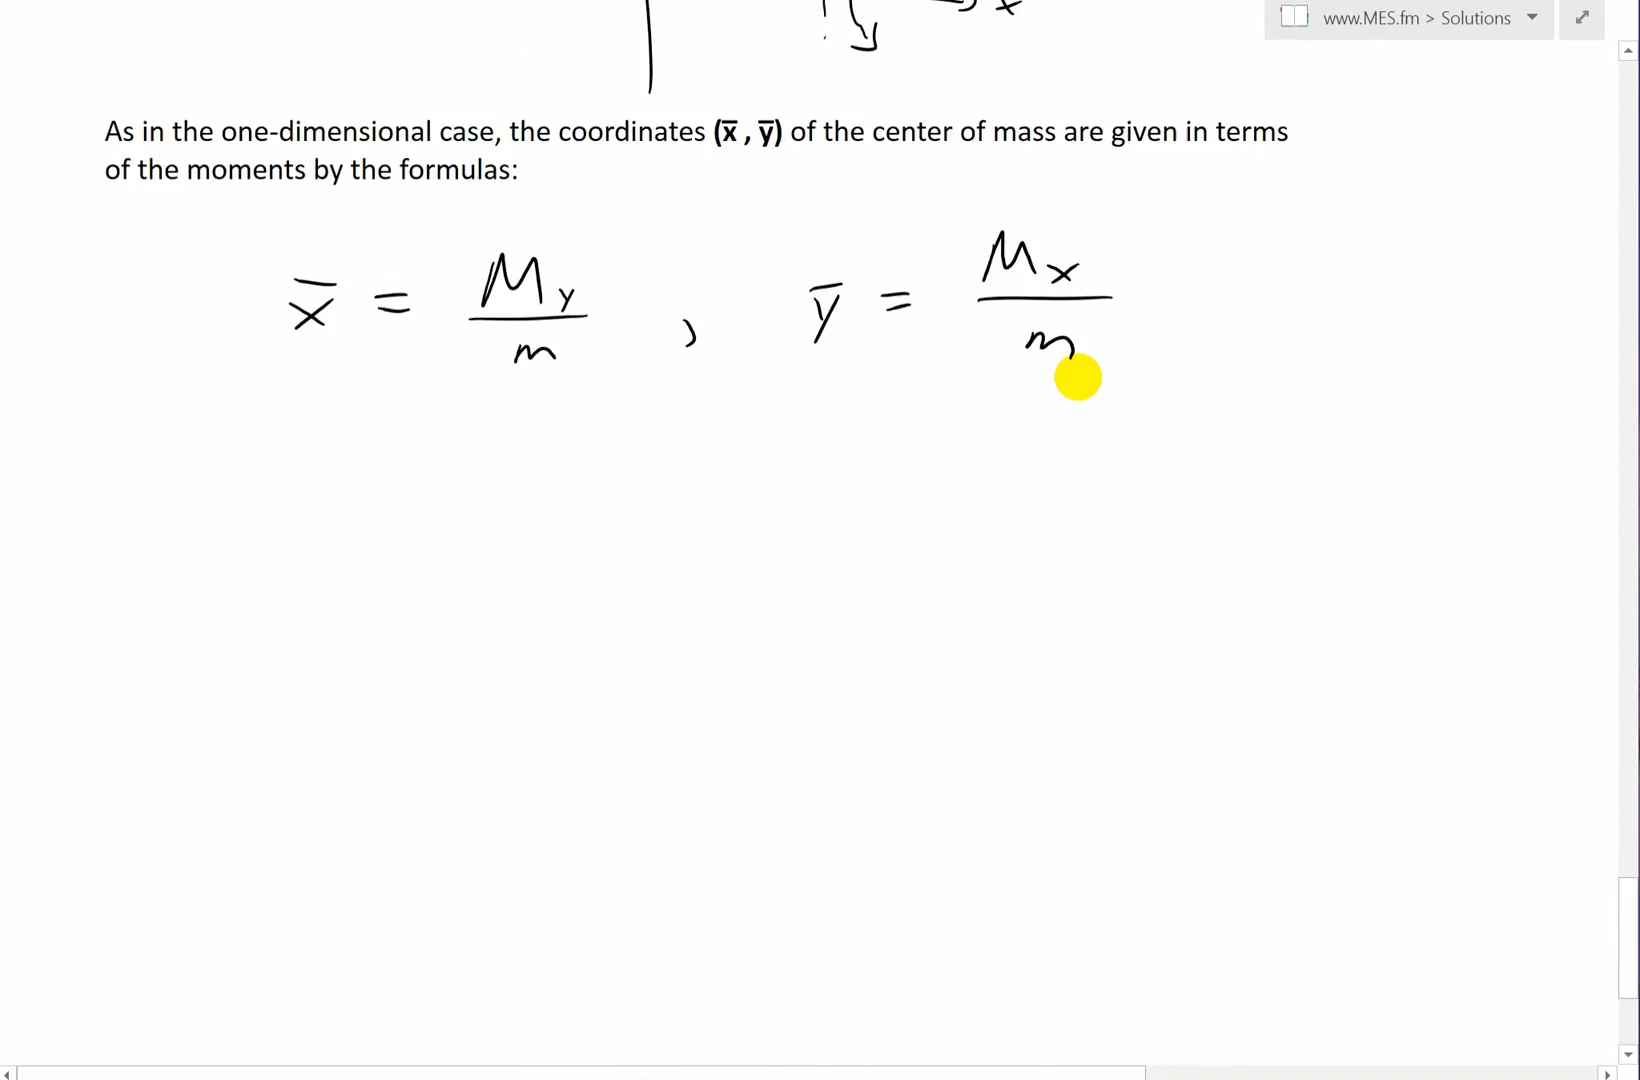 x
y
www.MES.fm > Solutions
As in the one-dimensional case, the coordinates (x̄ , ȳ) of the center of mass are given in terms
of the moments by the formulas:
x̄ = My/m , ȳ = Mx/m